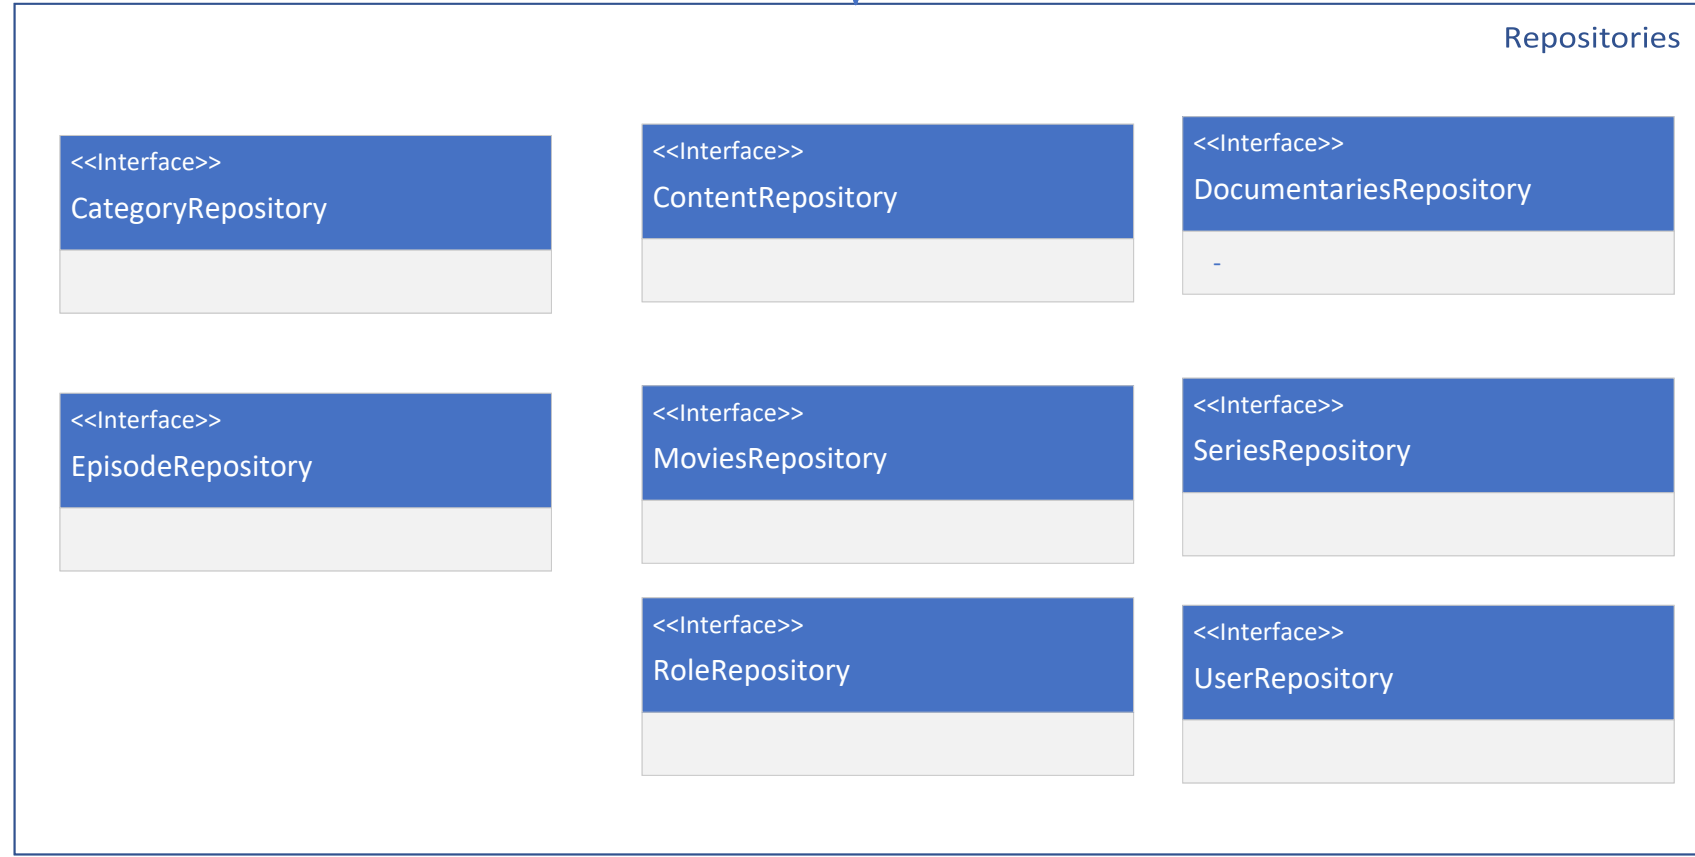 Repositories
<<Interface>>
CategoryRepository
<<Interface>>
ContentRepository
<<Interface>>
DocumentariesRepository
-
<<Interface>>
EpisodeRepository
<<Interface>>
MoviesRepository
<<Interface>>
SeriesRepository
<<Interface>>
RoleRepository
<<Interface>>
UserRepository